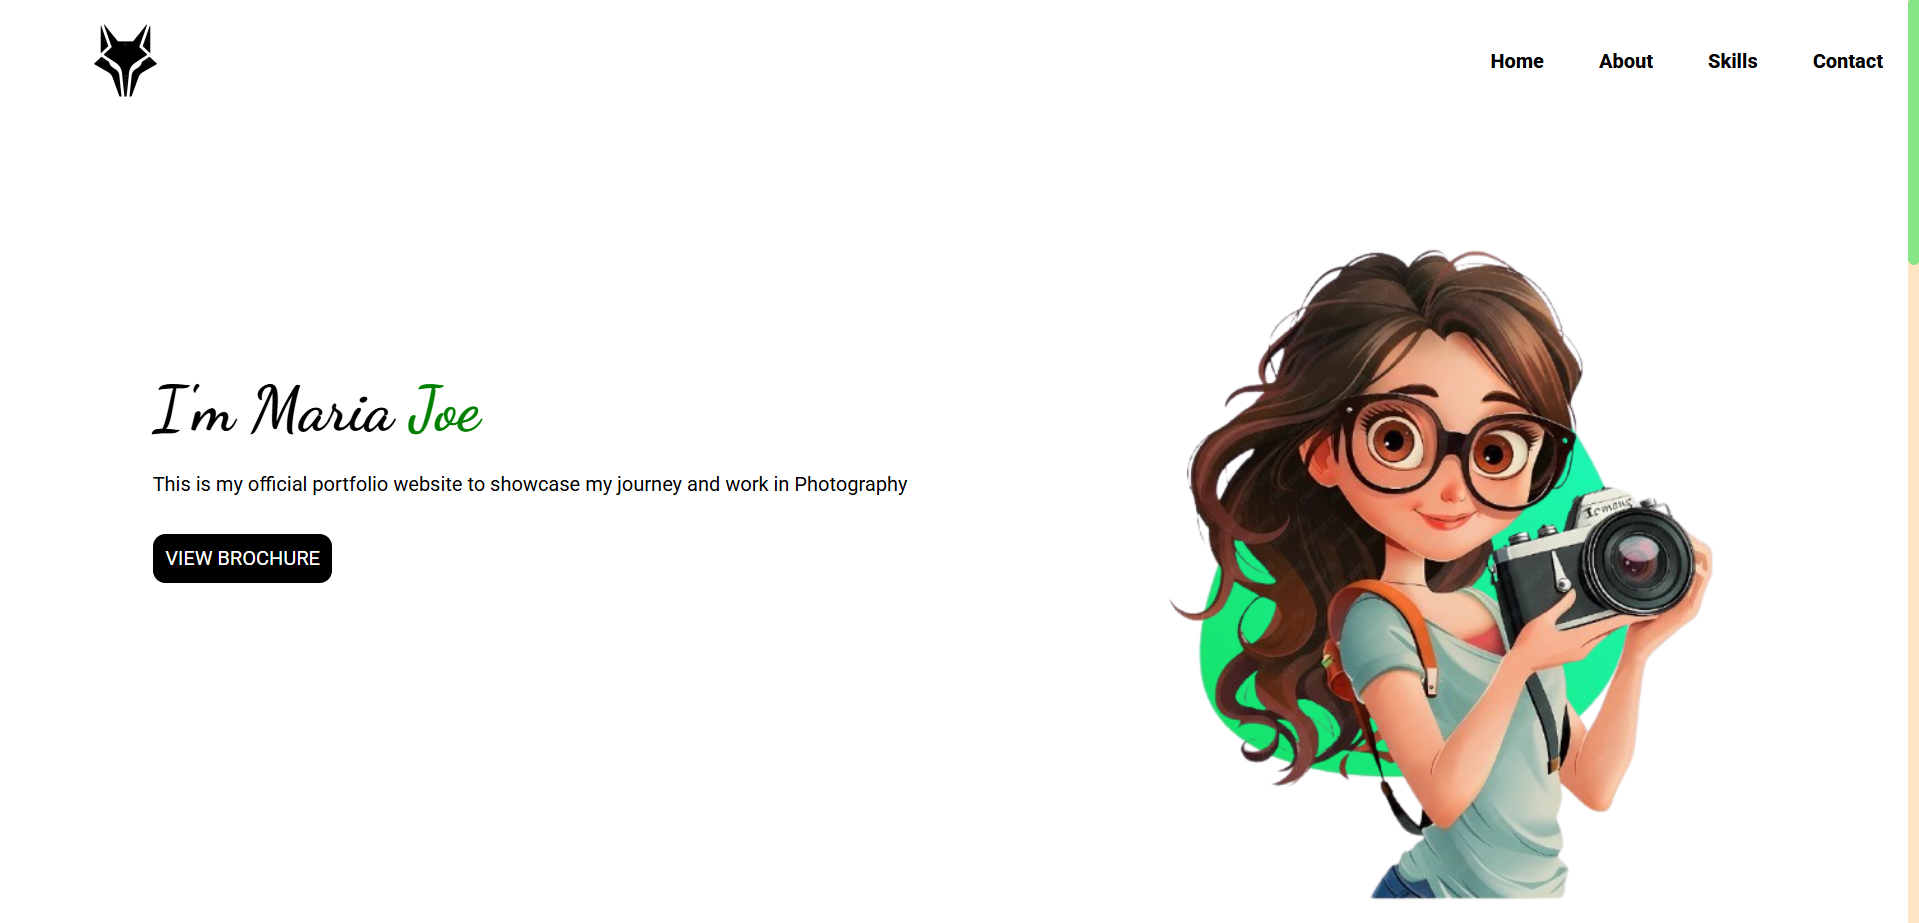 Home About Skills Contact
I'm Maria Joe
This is my official portfolio website to showcase my journey and work in Photography
VIEW BROCHURE